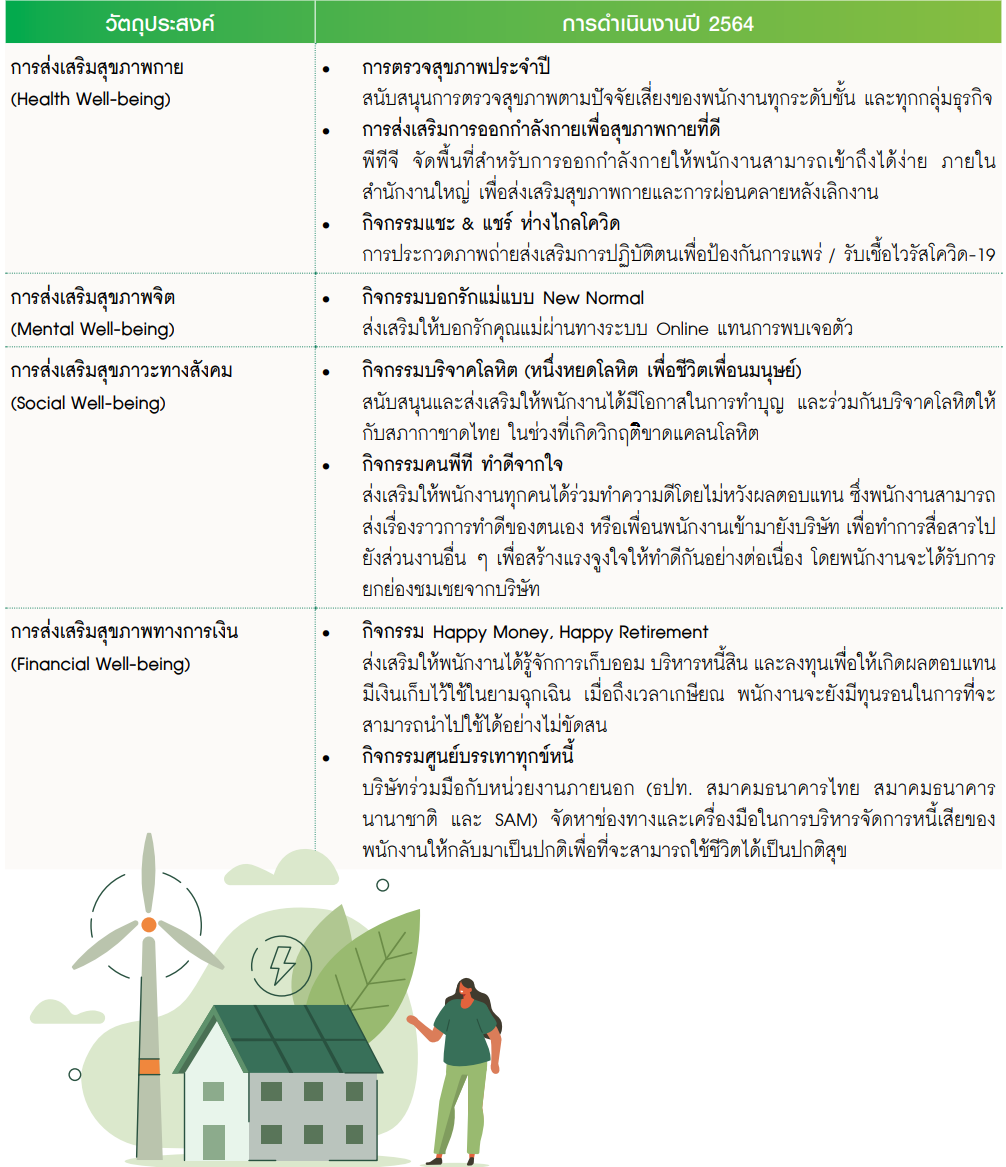 วัตถุประสงค์
การดำเนินงานปี 2564
การส่งเสริมสุขภาพกาย
(Health Well-being)
• การตรวจสุขภาพประจำปี
สนับสนุนการตรวจสุขภาพตามปัจจัยเสี่ยงของพนักงานทุกระดับชั้น และทุกกลุ่มธุรกิจ
• การส่งเสริมการออกกำลังกายเพื่อสุขภาพกายที่ดี
พีทีจี จัดพื้นที่สำหรับการออกกำลังกายให้พนักงานสามารถเข้าถึงได้ง่าย ภายใน
สำนักงานใหญ่ เพื่อส่งเสริมสุขภาพกายและการผ่อนคลายหลังเลิกงาน
• กิจกรรมแชะ & แชร์ ห่างไกลโควิด
การประกวดภาพถ่ายส่งเสริมการปฏิบัติตนเพื่อป้องกันการแพร่ / รับเชื้อไวรัสโควิด-19
การส่งเสริมสุขภาพจิต
(Mental Well-being)
• กิจกรรมบอกรักแม่แบบ New Normal
ส่งเสริมให้บอกรักคุณแม่ผ่านทางระบบ Online แทนการพบเจอตัว
การส่งเสริมสุขภาวะทางสังคม
(Social Well-being)
• กิจกรรมบริจาคโลหิต (หนึ่งหยดโลหิต เพื่อชีวิตเพื่อนมนุษย์)
สนับสนุนและส่งเสริมให้พนักงานได้มีโอกาสในการทำบุญ และร่วมกันบริจาคโลหิตให้
กับสภากาชาดไทย ในช่วงที่เกิดวิกฤติขาดแคลนโลหิต
• กิจกรรมคนพีที ทำดีจากใจ
ส่งเสริมให้พนักงานทุกคนได้ร่วมทำความดีโดยไม่หวังผลตอบแทน ซึ่งพนักงานสามารถ
ส่งเรื่องราวการทำดีของตนเอง หรือเพื่อนพนักงานเข้ามายังบริษัท เพื่อทำการสื่อสารไป
ยังส่วนงานอื่น ๆ เพื่อสร้างแรงจูงใจให้ทำดีกันอย่างต่อเนื่อง โดยพนักงานจะได้รับการ
ยกย่องชมเชยจากบริษัท
การส่งเสริมสุขภาพทางการเงิน
(Financial Well-being)
• กิจกรรม Happy Money, Happy Retirement
ส่งเสริมให้พนักงานได้รู้จักการเก็บออม บริหารหนี้สิน และลงทุนเพื่อให้เกิดผลตอบแทน
มีเงินเก็บไว้ใช้ในยามฉุกเฉิน เมื่อถึงเวลาเกษียณ พนักงานจะยังมีทุนรอนในการที่จะ
สามารถนำไปใช้ได้อย่างไม่ขัดสน
• กิจกรรมศูนย์บรรเทาทุกข์หนี้
บริษัทร่วมมือกับหน่วยงานภายนอก (ธปท. สมาคมธนาคารไทย สมาคมธนาคาร
นานาชาติ และ SAM) จัดหาช่องทางและเครื่องมือในการบริหารจัดการหนี้เสียของ
พนักงานให้กลับมาเป็นปกติเพื่อที่จะสามารถใช้ชีวิตได้เป็นปกติสุข